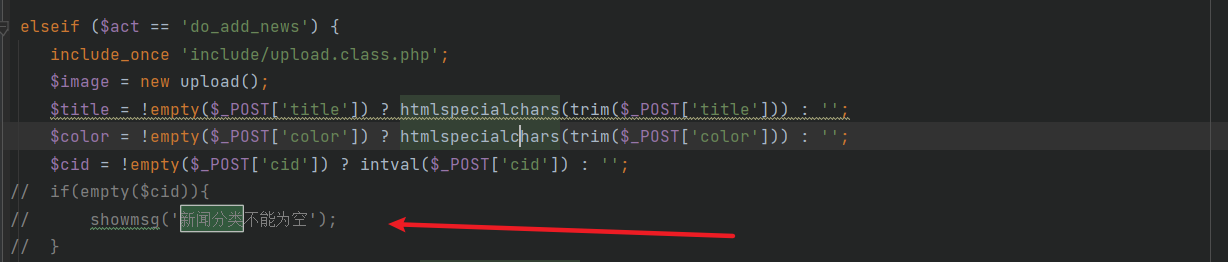 elseif ($act == 'do_add_news') {
include_once 'include/upload.class.php';
$image = new upload();
$title = !empty($_POST['title']) ? htmlspecialchars(trim($_POST['title'])) : '';
$color = !empty($_POST['color']) ? htmlspecialchars(trim($_POST['color'])) : '';
$cid = !empty($_POST['cid']) ? intval($_POST['cid']) : '';
// if(empty($cid)){
// showmsg('新闻分类不能为空');
// }